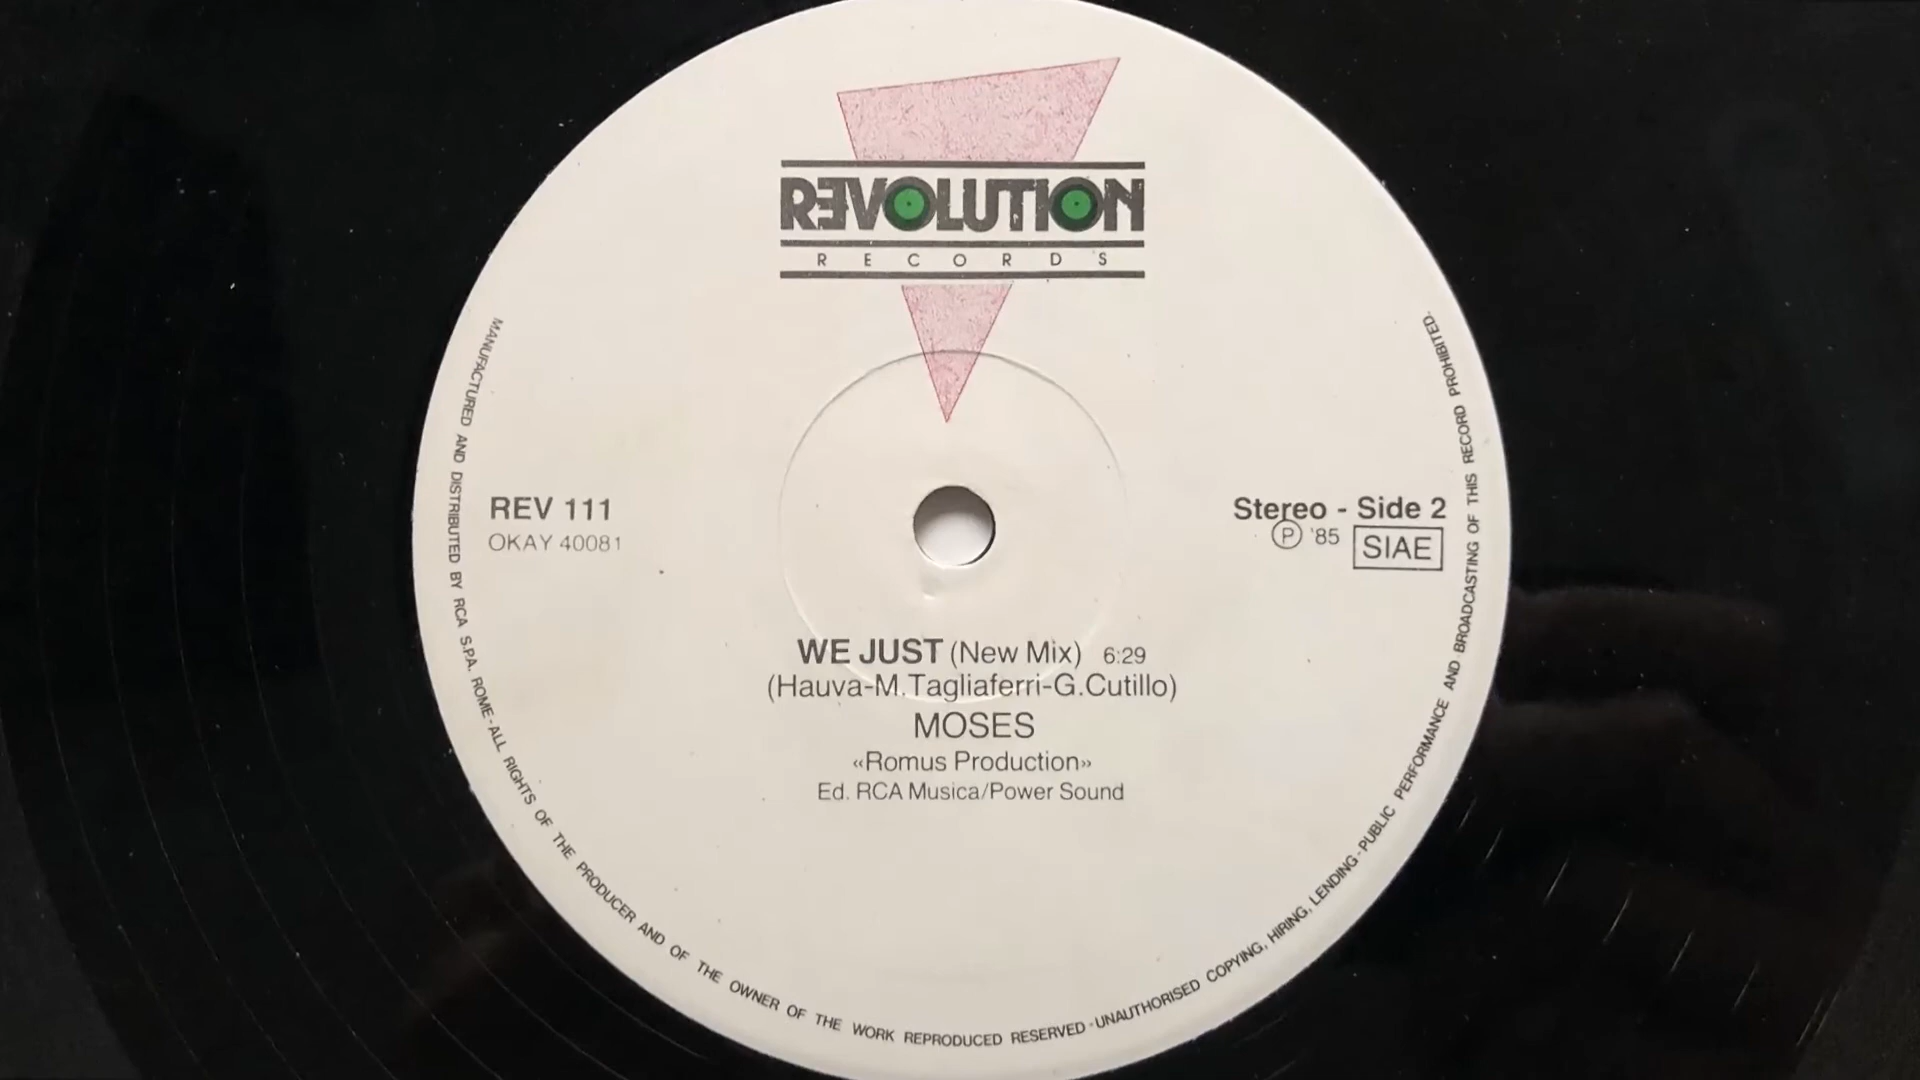 REVOLUTION
RECORDS
REV 111
OKAY 40081
Stereo - Side 2
Ⓟ '85 SIAE
WE JUST (New Mix) 6:29
(Hauva-M.Tagliaferri-G.Cutillo)
MOSES
«Romus Production»
Ed. RCA Musica/Power Sound
MANUFACTURED AND DISTRIBUTED BY RCA S.P.A. ROME - ALL RIGHTS OF THE PRODUCER AND OF THE OWNER OF THE WORK REPRODUCED RESERVED - UNAUTHORISED COPYING, HIRING, LENDING - PUBLIC PERFORMANCE AND BROADCASTING OF THIS RECORD PROHIBITED.